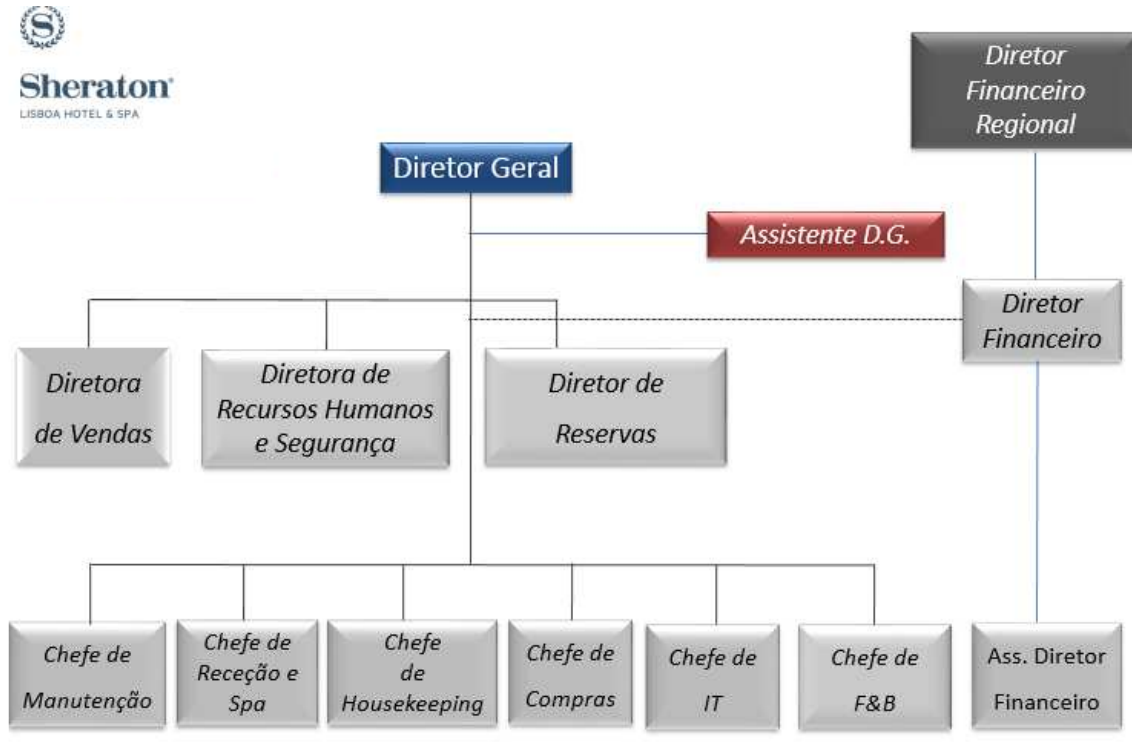 S
Sheraton®
LISBOA HOTEL & SPA
Diretor
Financeiro
Regional
Diretor Geral
Assistente D.G.
Diretor
Financeiro
Diretora
de Vendas
Diretora de
Recursos Humanos
e Segurança
Diretor de
Reservas
Chefe de
Manutenção
Chefe de
Receção e
Spa
Chefe
de
Housekeeping
Chefe de
Compras
Chefe de
IT
Chefe de
F&B
Ass. Diretor
Financeiro